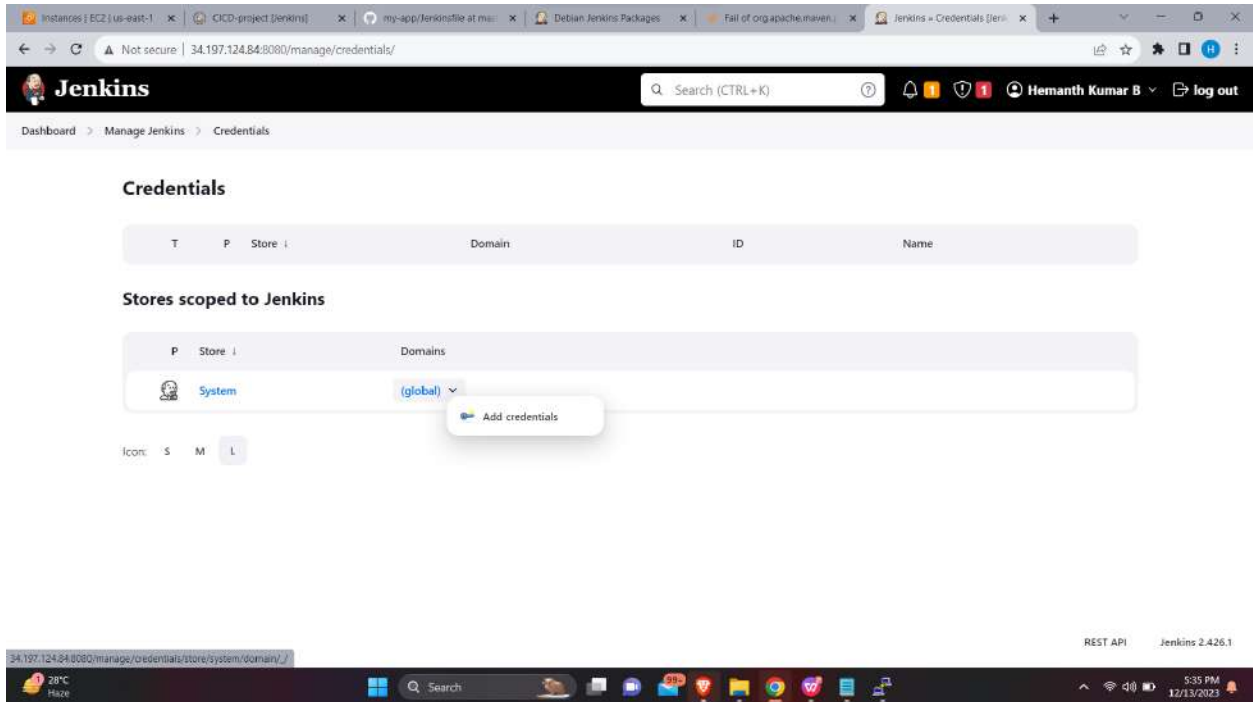 Instances | EC2 | us-east-1
CICD-project [Jenkins]
my-app/Jenkinsfile at mas
Debian Jenkins Packages
Fail of org.apache.maven.
Jenkins » Credentials [Jen
Not secure | 34.197.124.84:8080/manage/credentials/
H
Jenkins
Search (CTRL+K)
1
1
Hemanth Kumar B
log out
Dashboard > Manage Jenkins > Credentials
Credentials
T P Store ↓ Domain ID Name
Stores scoped to Jenkins
P Store ↓ Domains
System (global)
Add credentials
Icon: S M L
REST API Jenkins 2.426.1
34.197.124.84:8080/manage/credentials/store/system/domain/_/
1
28°C
Haze
Search
99+
5:35 PM
12/13/2023